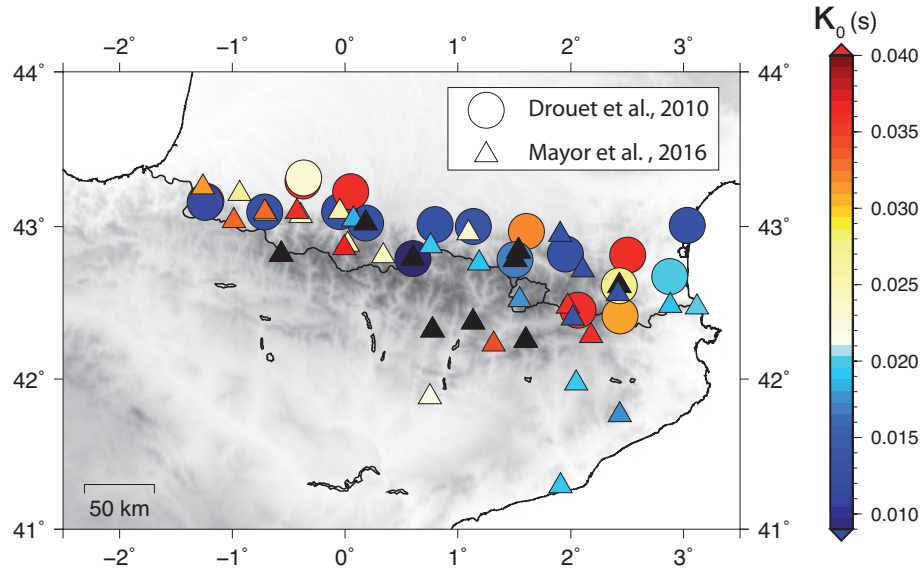 −2˚ −1˚ 0˚ 1˚ 2˚ 3˚
K0 (s)
44˚ 44˚
Drouet et al., 2010
Mayor et al. , 2016
43˚ 43˚
42˚ 42˚
41˚ 41˚
50 km
−2˚ −1˚ 0˚ 1˚ 2˚ 3˚
0.040
0.035
0.030
0.025
0.020
0.015
0.010